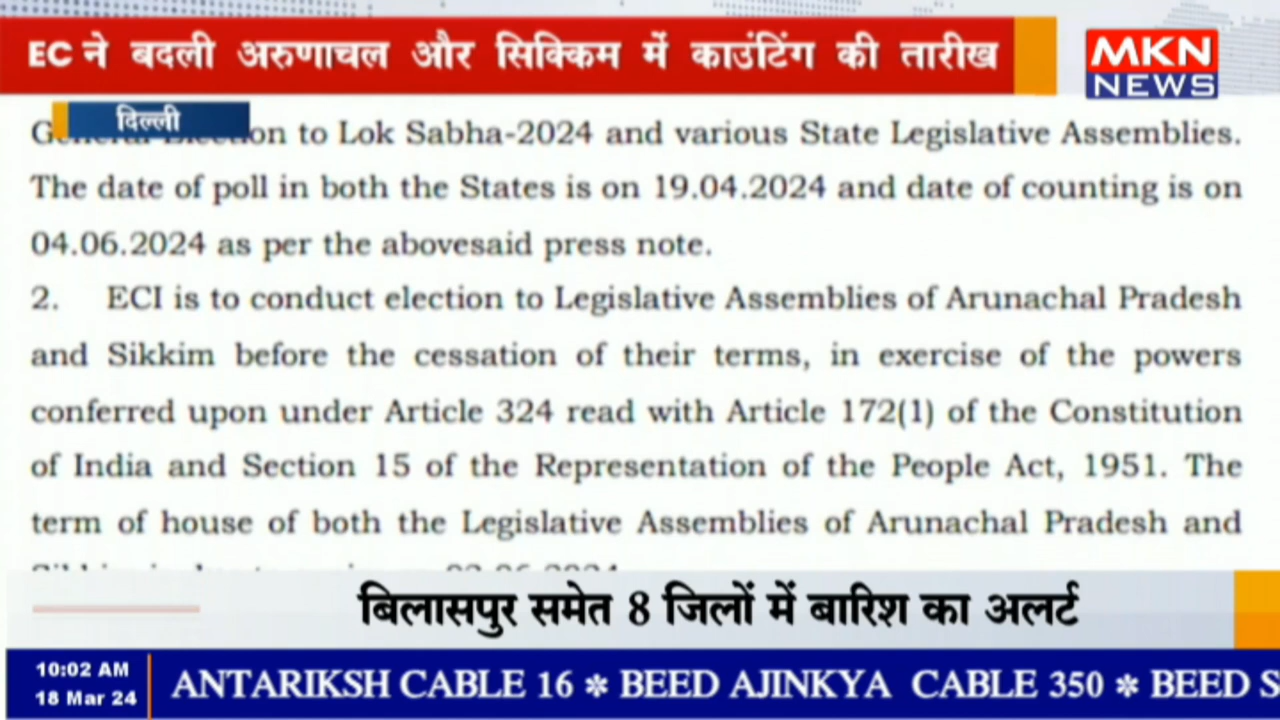 EC ने बदली अरुणाचल और सिक्किम में काउंटिंग की तारीख
MKN
NEWS
दिल्ली
to Lok Sabha-2024 and various State Legislative Assemblies.
The date of poll in both the States is on 19.04.2024 and date of counting is on
04.06.2024 as per the abovesaid press note.
2. ECI is to conduct election to Legislative Assemblies of Arunachal Pradesh
and Sikkim before the cessation of their terms, in exercise of the powers
conferred upon under Article 324 read with Article 172(1) of the Constitution
of India and Section 15 of the Representation of the People Act, 1951. The
term of house of both the Legislative Assemblies of Arunachal Pradesh and
बिलासपुर समेत 8 जिलों में बारिश का अलर्ट
10:02 AM
18 Mar 24
ANTARIKSH CABLE 16 * BEED AJINKYA CABLE 350 * BEED S